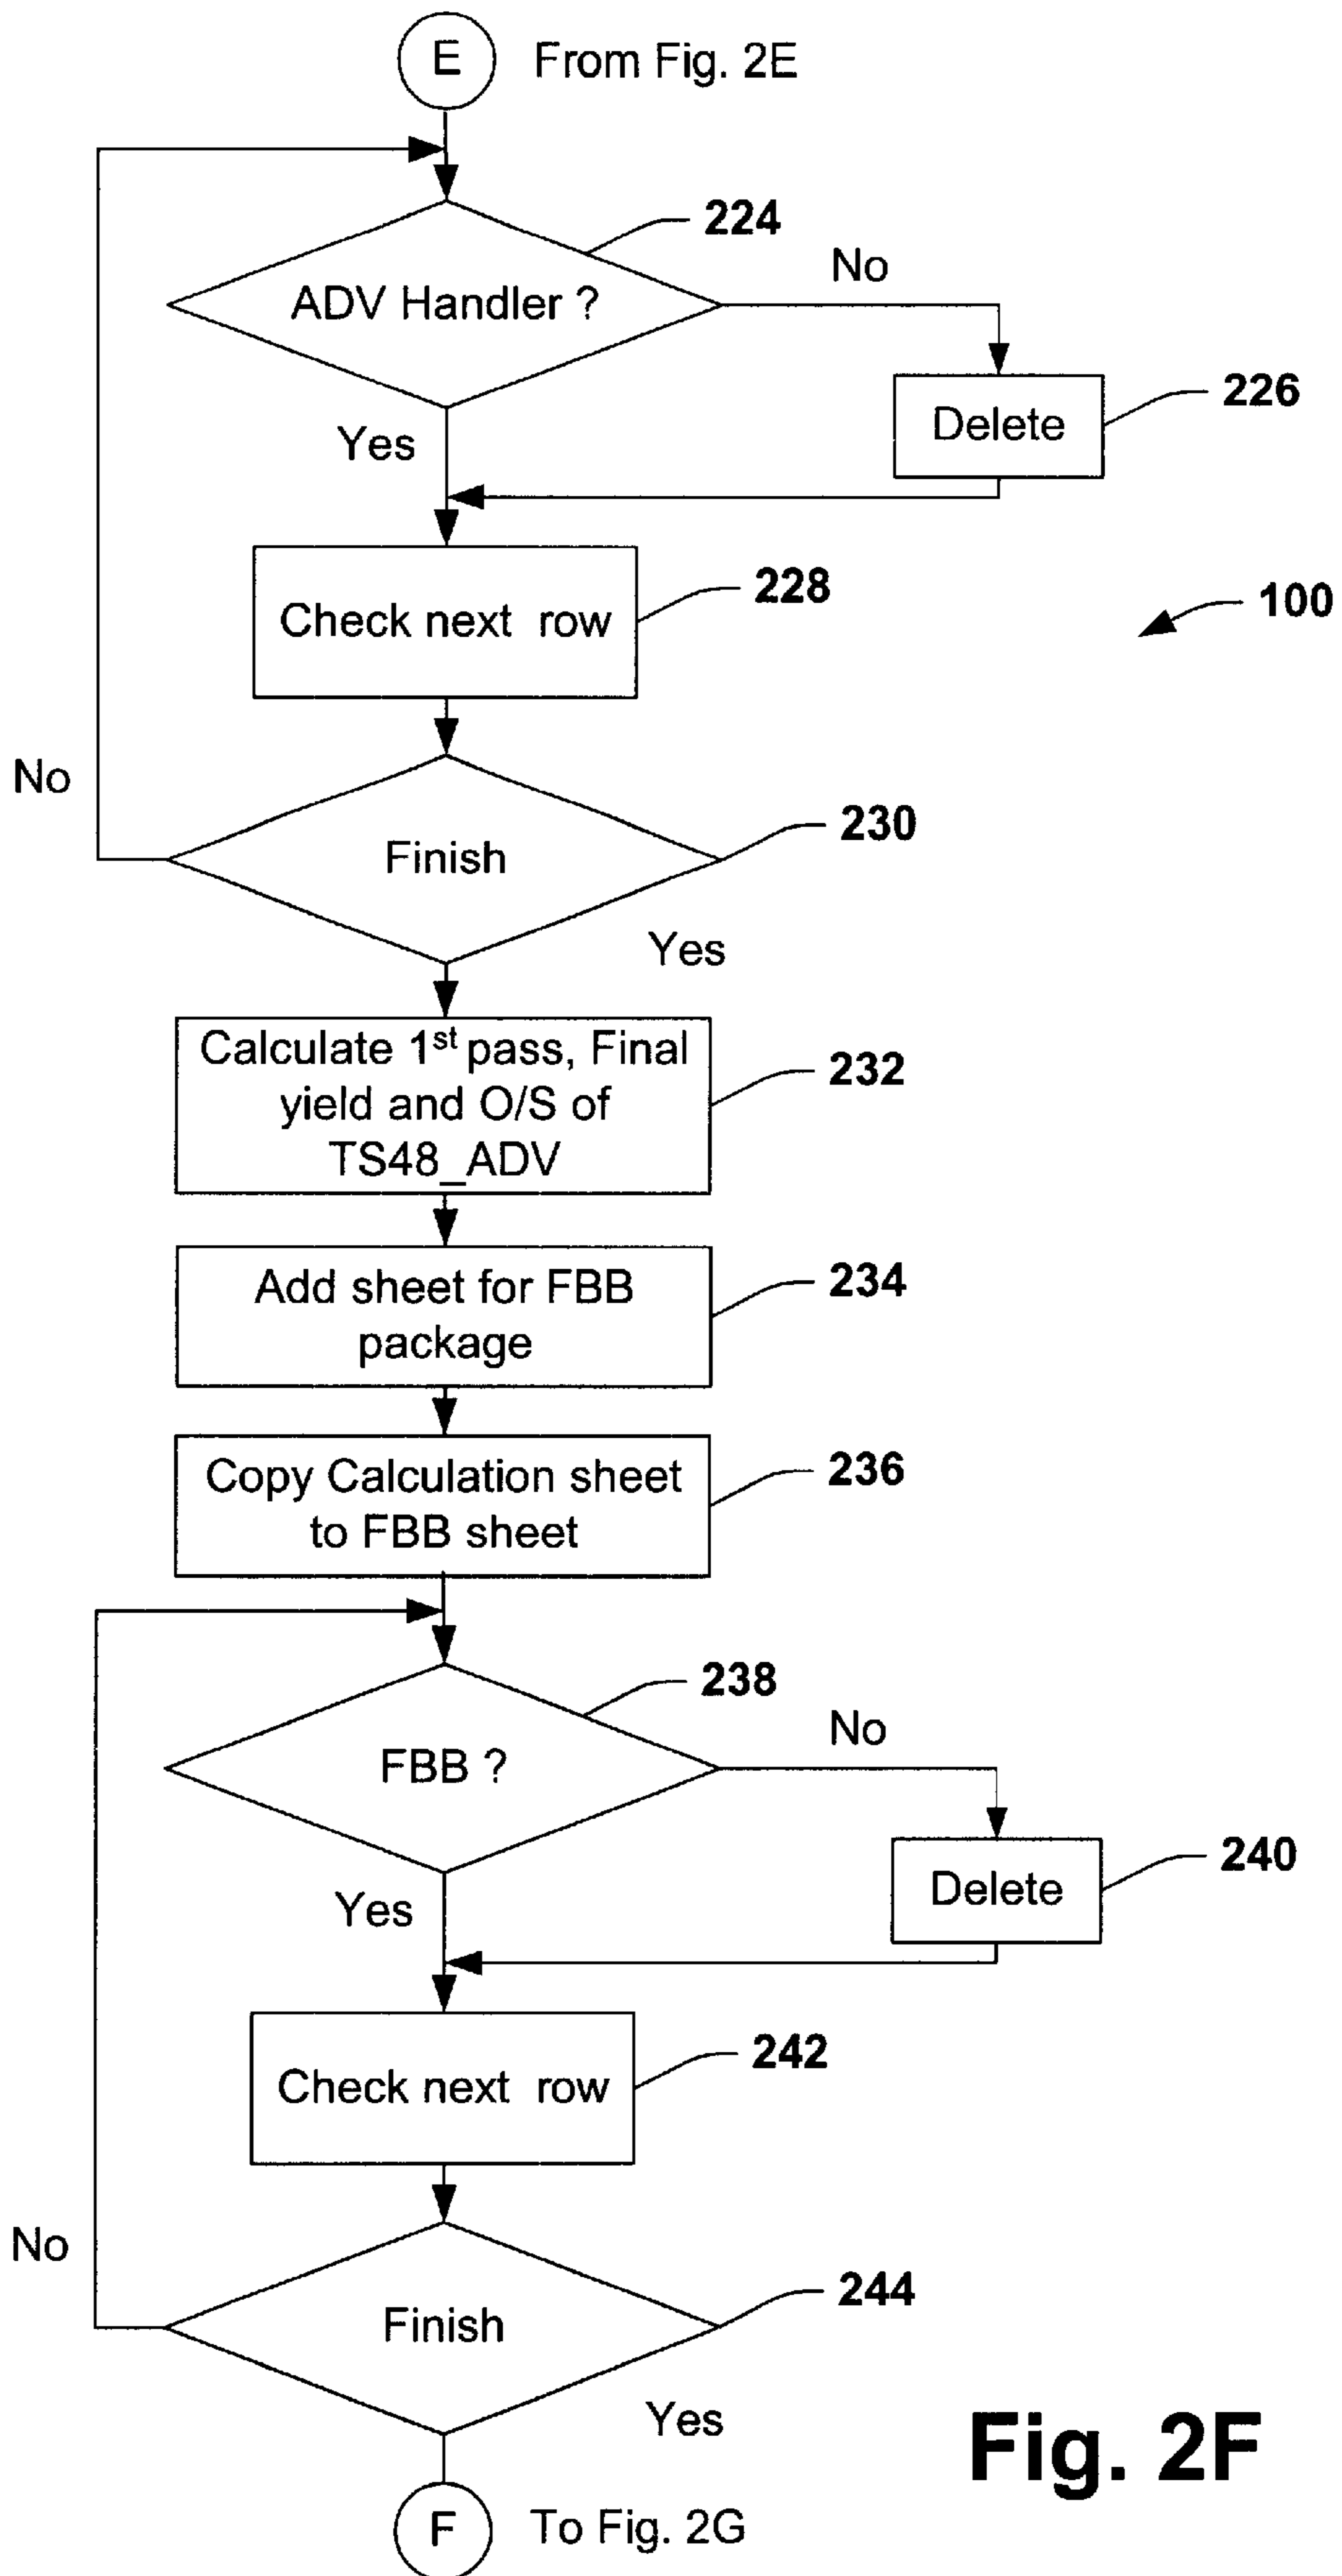 E From Fig. 2E
224
No
ADV Handler ?
226
Delete
Yes
228
Check next row
100
No
230
Finish
Yes
Calculate 1st pass, Final
yield and O/S of
TS48_ADV
232
Add sheet for FBB
package
234
Copy Calculation sheet
to FBB sheet
236
238
No
FBB ?
240
Delete
Yes
242
Check next row
No
244
Finish
Yes
Fig. 2F
F To Fig. 2G